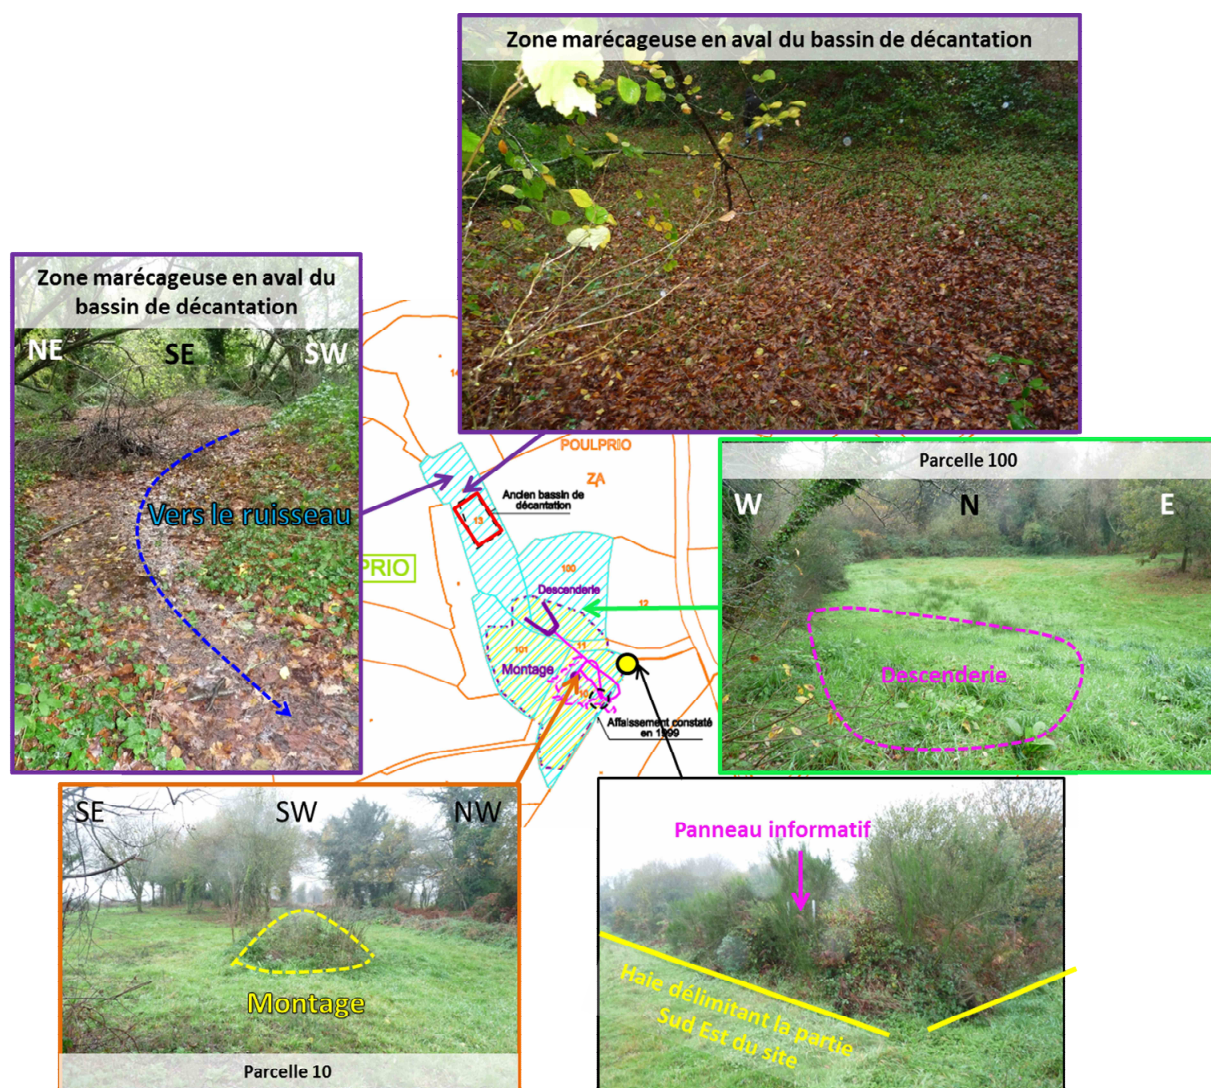 Zone marécageuse en aval du bassin de décantation
Zone marécageuse en aval du
bassin de décantation
NE
SE
SW
Vers le ruisseau
14
POULPRIO
ZA
Ancien bassin de
décantation
13
PRIO
100
Descenderie
12
101
11
Montage
10
Affaissement constaté
en 1999
Parcelle 100
W
N
E
Descenderie
SE
SW
NW
Montage
Parcelle 10
Panneau informatif
Haie délimitant la partie
Sud Est du site